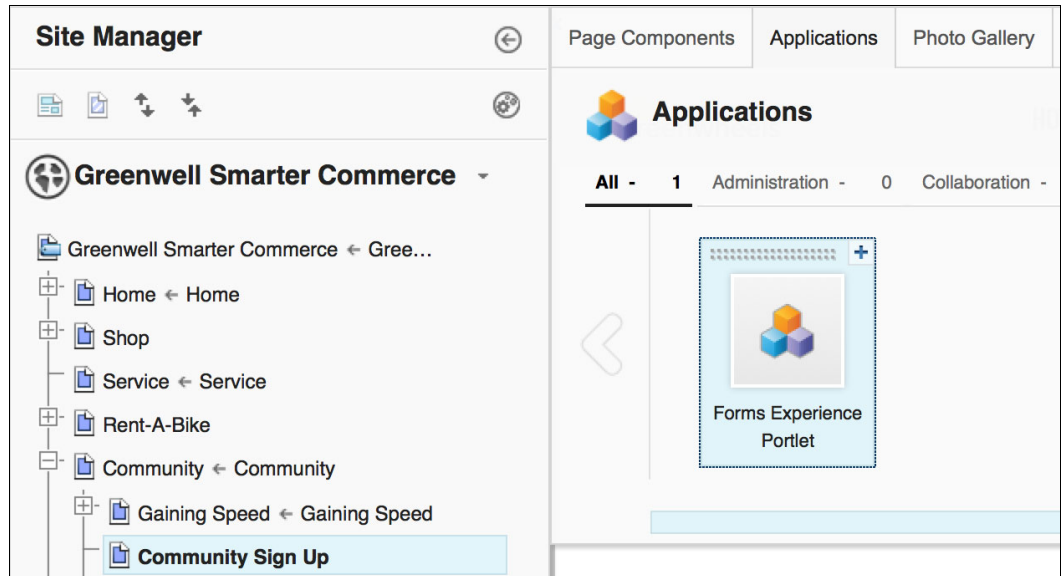 Site Manager
Greenwell Smarter Commerce
Greenwell Smarter Commerce ← Gree...
Home ← Home
Shop
Service ← Service
Rent-A-Bike
Community ← Community
Gaining Speed ← Gaining Speed
Community Sign Up
Page Components Applications Photo Gallery
Applications
All - 1 Administration - 0 Collaboration -
Forms Experience
Portlet